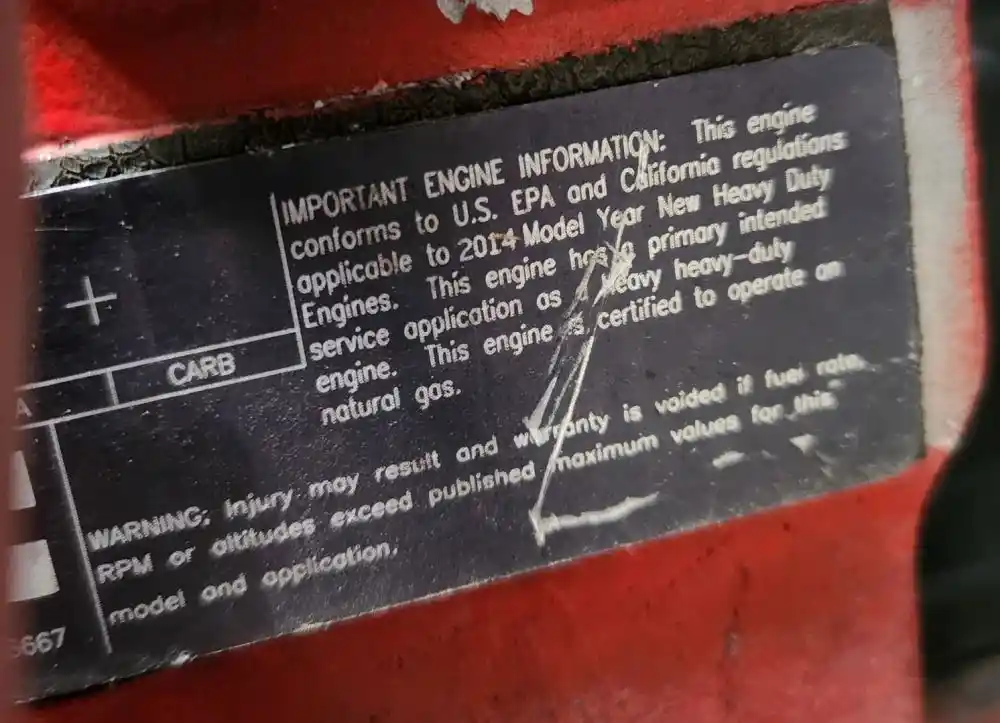 IMPORTANT ENGINE INFORMATION: This engine
conforms to U.S. EPA and California regulations
applicable to 2014 Model Year New Heavy Duty
Engines. This engine has a primary intended
service application as a Heavy heavy-duty
engine. This engine is certified to operate on
natural gas.
+
CARB
A
WARNING: Injury may result and warranty is voided if fuel rate,
RPM or altitudes exceed published maximum values for this
model and application.
6667